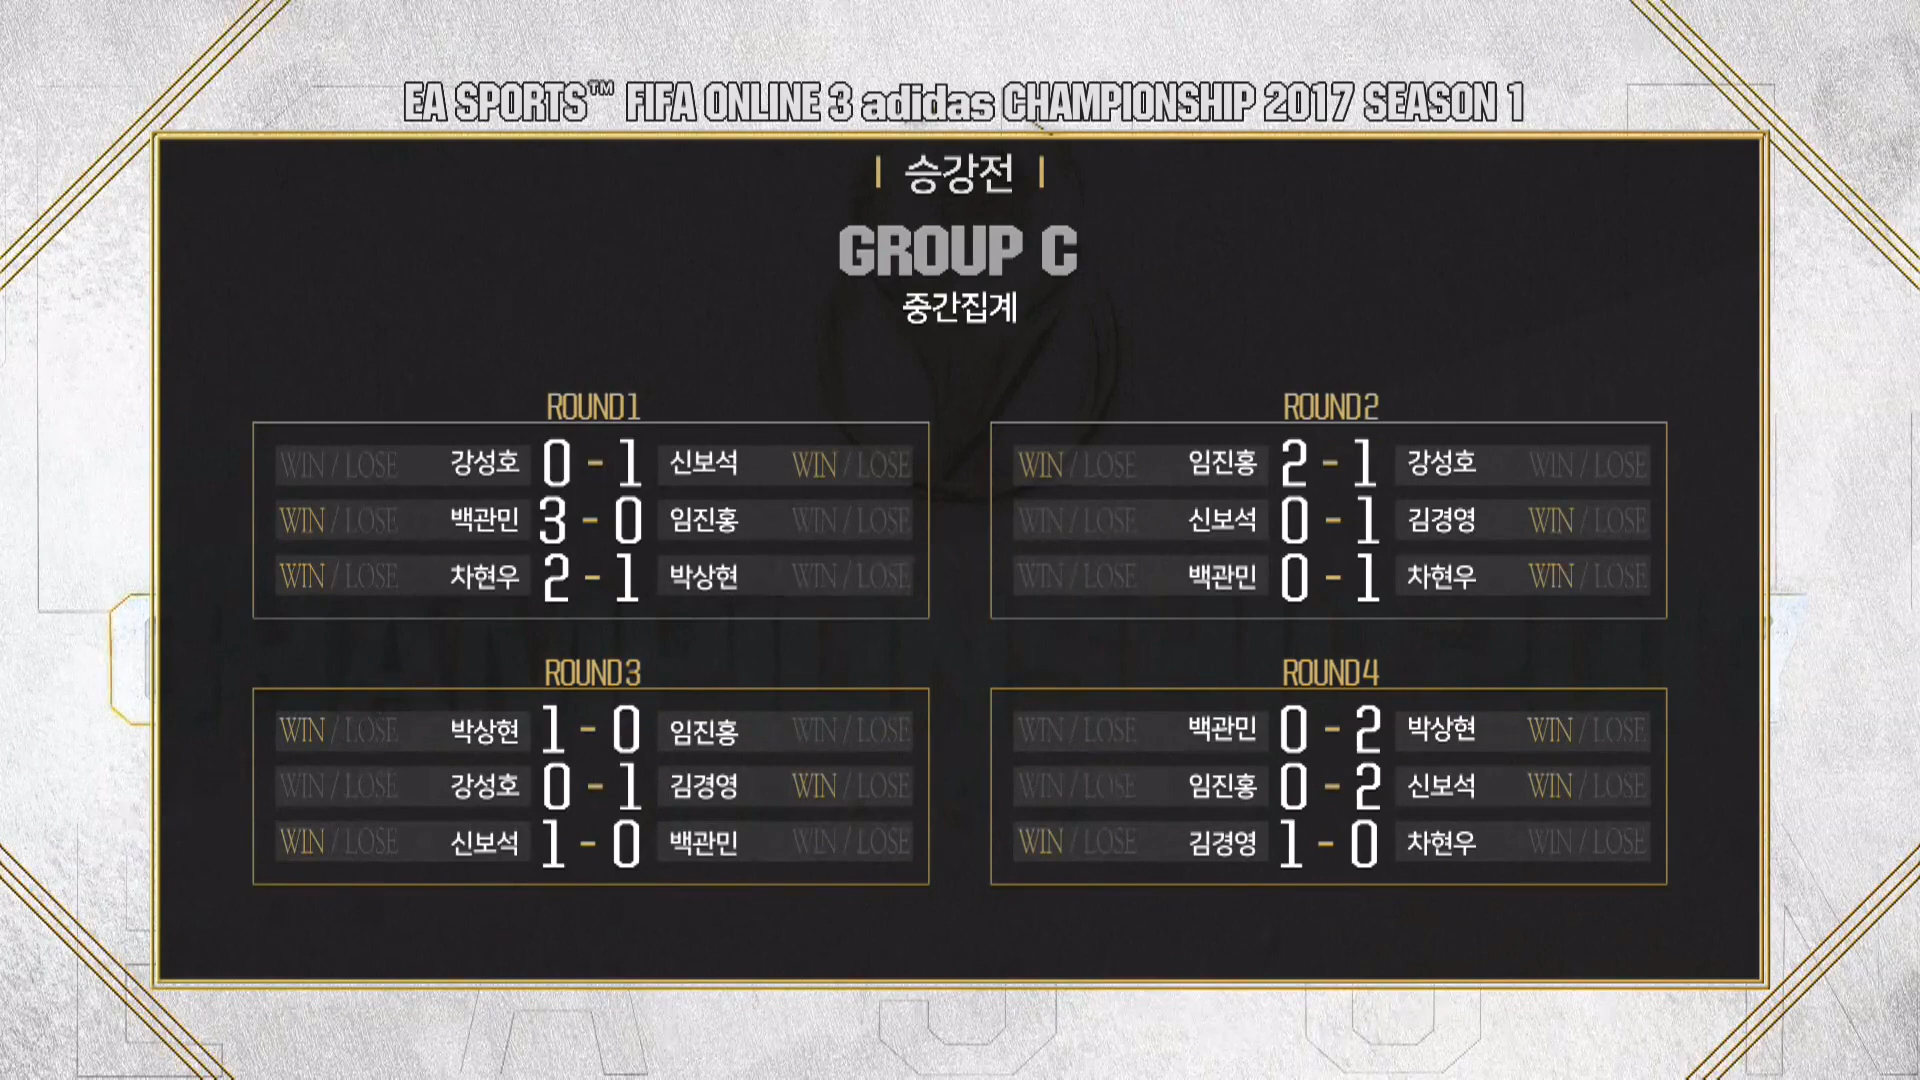 EA SPORTS™ FIFA ONLINE 3 adidas CHAMPIONSHIP 2017 SEASON 1
승강전
GROUP C
중간집계
ROUND 1
WIN / LOSE 강성호 0 - 1 신보석 WIN / LOSE
WIN / LOSE 백관민 3 - 0 임진홍 WIN / LOSE
WIN / LOSE 차현우 2 - 1 박상현 WIN / LOSE
ROUND 2
WIN / LOSE 임진홍 2 - 1 강성호 WIN / LOSE
WIN / LOSE 신보석 0 - 1 김경영 WIN / LOSE
WIN / LOSE 백관민 0 - 1 차현우 WIN / LOSE
ROUND 3
WIN / LOSE 박상현 1 - 0 임진홍 WIN / LOSE
WIN / LOSE 강성호 0 - 1 김경영 WIN / LOSE
WIN / LOSE 신보석 1 - 0 백관민 WIN / LOSE
ROUND 4
WIN / LOSE 백관민 0 - 2 박상현 WIN / LOSE
WIN / LOSE 임진홍 0 - 2 신보석 WIN / LOSE
WIN / LOSE 김경영 1 - 0 차현우 WIN / LOSE